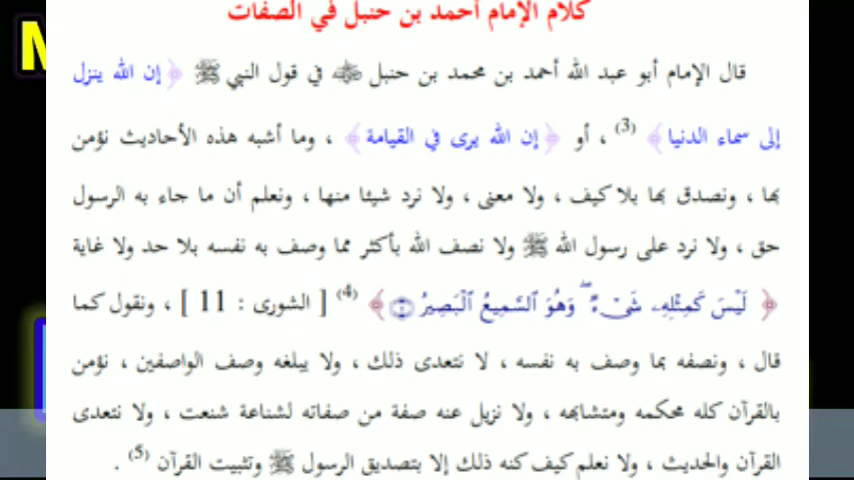 كلام الإمام أحمد بن حنبل في الصفات
قال الإمام أبو عبد الله أحمد بن محمد بن حنبل رضي الله عنه في قول النبي ﷺ ﴿ إن الله ينزل
إلى سماء الدنيا ﴾ (3) ، أو ﴿ إن الله يرى في القيامة ﴾ ، وما أشبه هذه الأحاديث نؤمن
بها ، ونصدق بها بلا كيف ، ولا معنى ، ولا نرد شيئا منها ، ونعلم أن ما جاء به الرسول
حق ، ولا نرد على رسول الله ﷺ ولا نصف الله بأكثر مما وصف به نفسه بلا حد ولا غاية
﴿ لَيْسَ كَمِثْلِهِۦ شَىْءٌۖ وَهُوَ ٱلسَّمِيعُ ٱلْبَصِيرُ ﴾ (4) [ الشورى : 11 ] ، ونقول كما
قال ، ونصفه بما وصف به نفسه ، لا نتعدى ذلك ، ولا يبلغه وصف الواصفين ، نؤمن
بالقرآن كله محكمه ومتشابهه ، ولا نزيل عنه صفة من صفاته لشناعة شنعت ، ولا نتعدى
القرآن والحديث ، ولا نعلم كيف كنه ذلك إلا بتصديق الرسول ﷺ وتثبيت القرآن (5) .